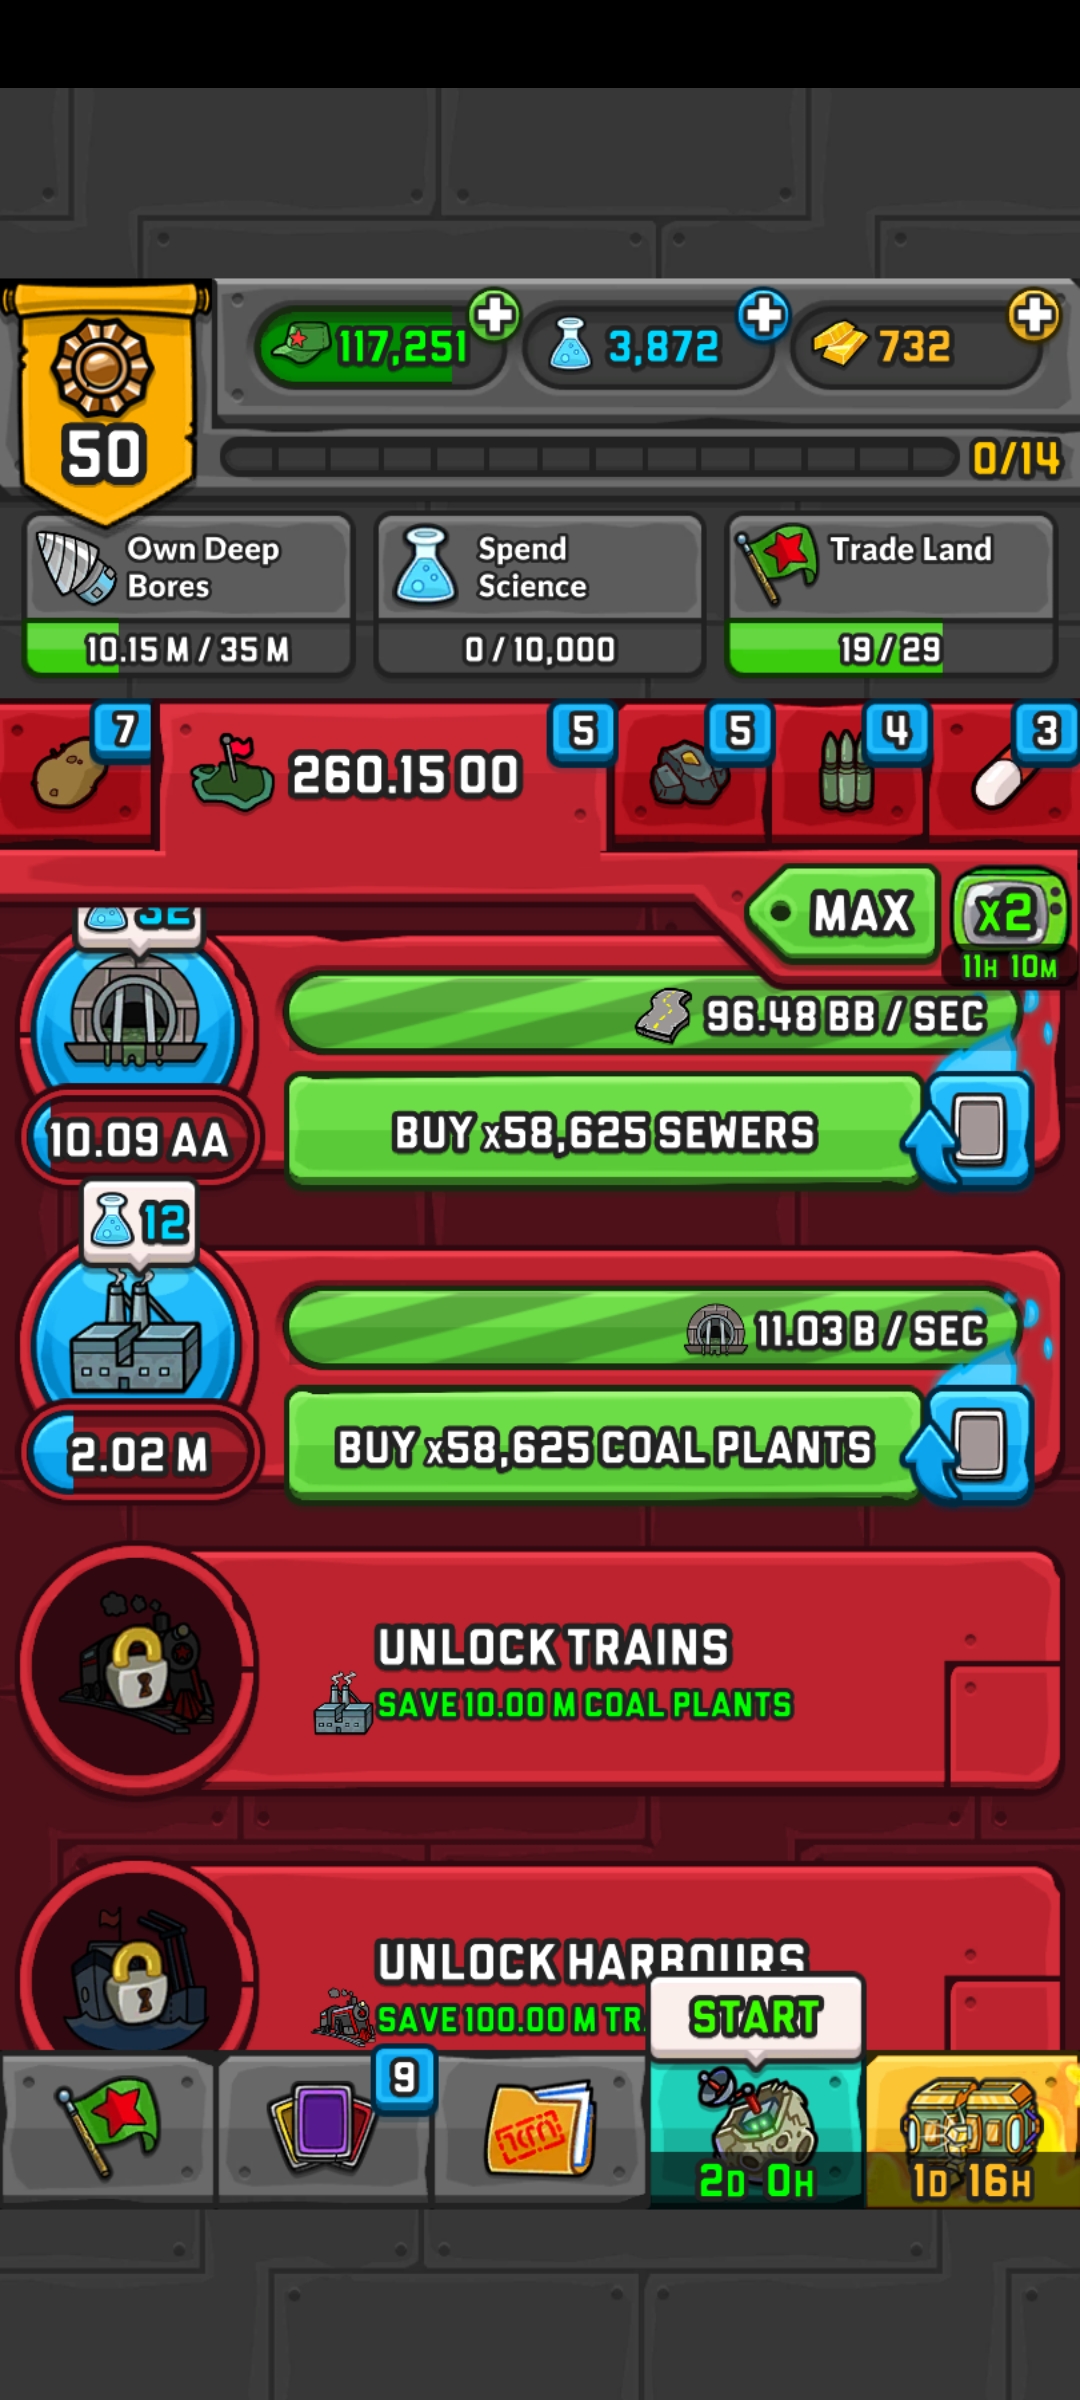 117,251
3,872
732
50
0/14
Own Deep
Bores
10.15 M / 35 M
Spend
Science
0 / 10,000
Trade Land
19 / 29
7
260.15 OO
5
5
4
3
MAX
x2
11H 10M
32
96.48 BB / SEC
10.09 AA
BUY x58,625 SEWERS
12
11.03 B / SEC
2.02 M
BUY x58,625 COAL PLANTS
UNLOCK TRAINS
SAVE 10.00 M COAL PLANTS
UNLOCK HARBOURS
SAVE 100.00 M TR
START
9
2D 0H
1D 16H